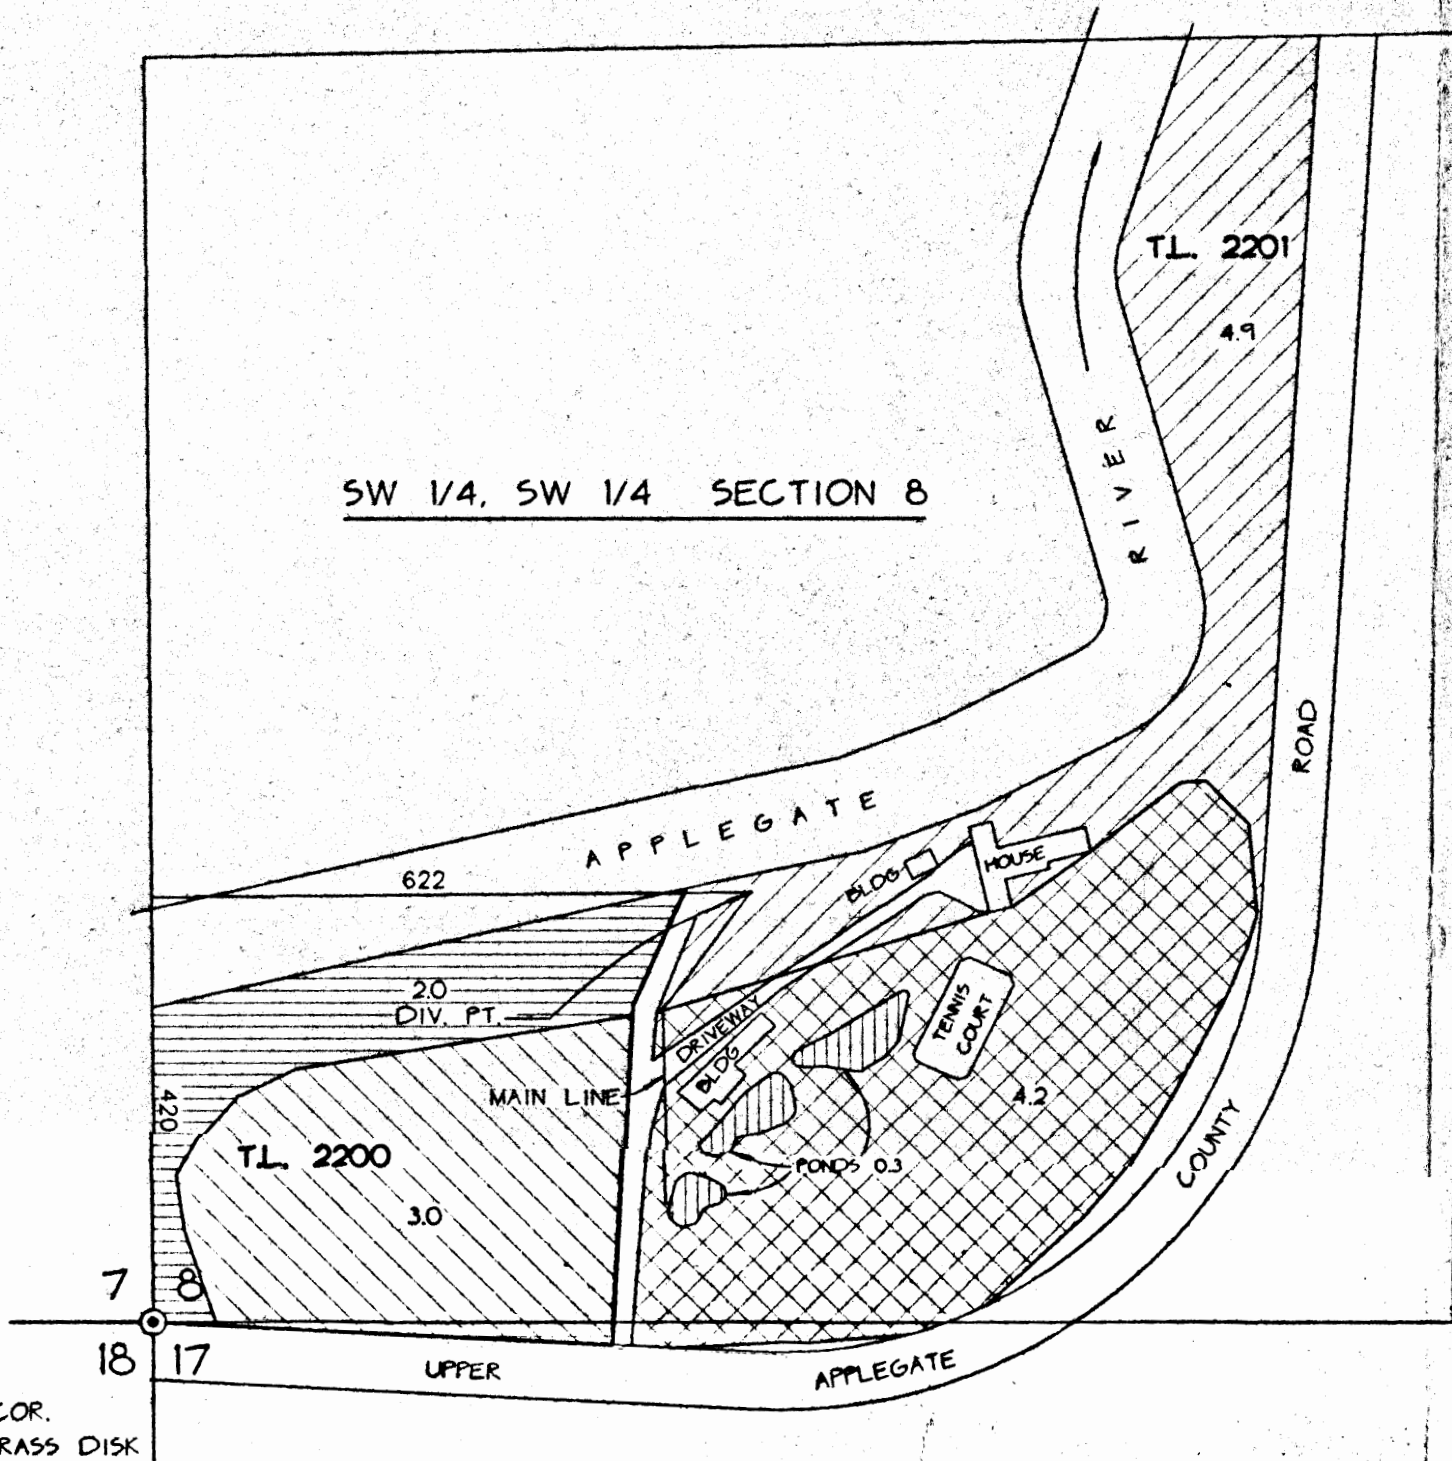 T.L. 2201
4.9
RIVER
SW 1/4, SW 1/4 SECTION 8
ROAD
APPLEGATE
622
BLDG
HOUSE
2.0
DIV. PT.
DRIVEWAY
BLDG
TENNIS
COURT
MAIN LINE
4.2
420
T.L. 2200
PONDS 0.3
COUNTY
3.0
7 8
18 17
UPPER
APPLEGATE
COR.
RASS DISK